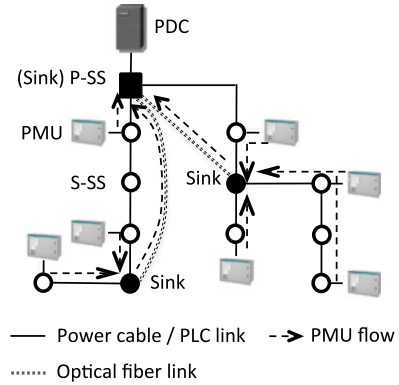 PDC
(Sink) P-SS
PMU
Sink
S-SS
Sink
Power cable / PLC link
PMU flow
Optical fiber link